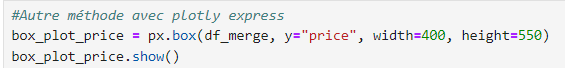 #Autre méthode avec plotly express
box_plot_price = px.box(df_merge, y="price", width=400, height=550)
box_plot_price.show()